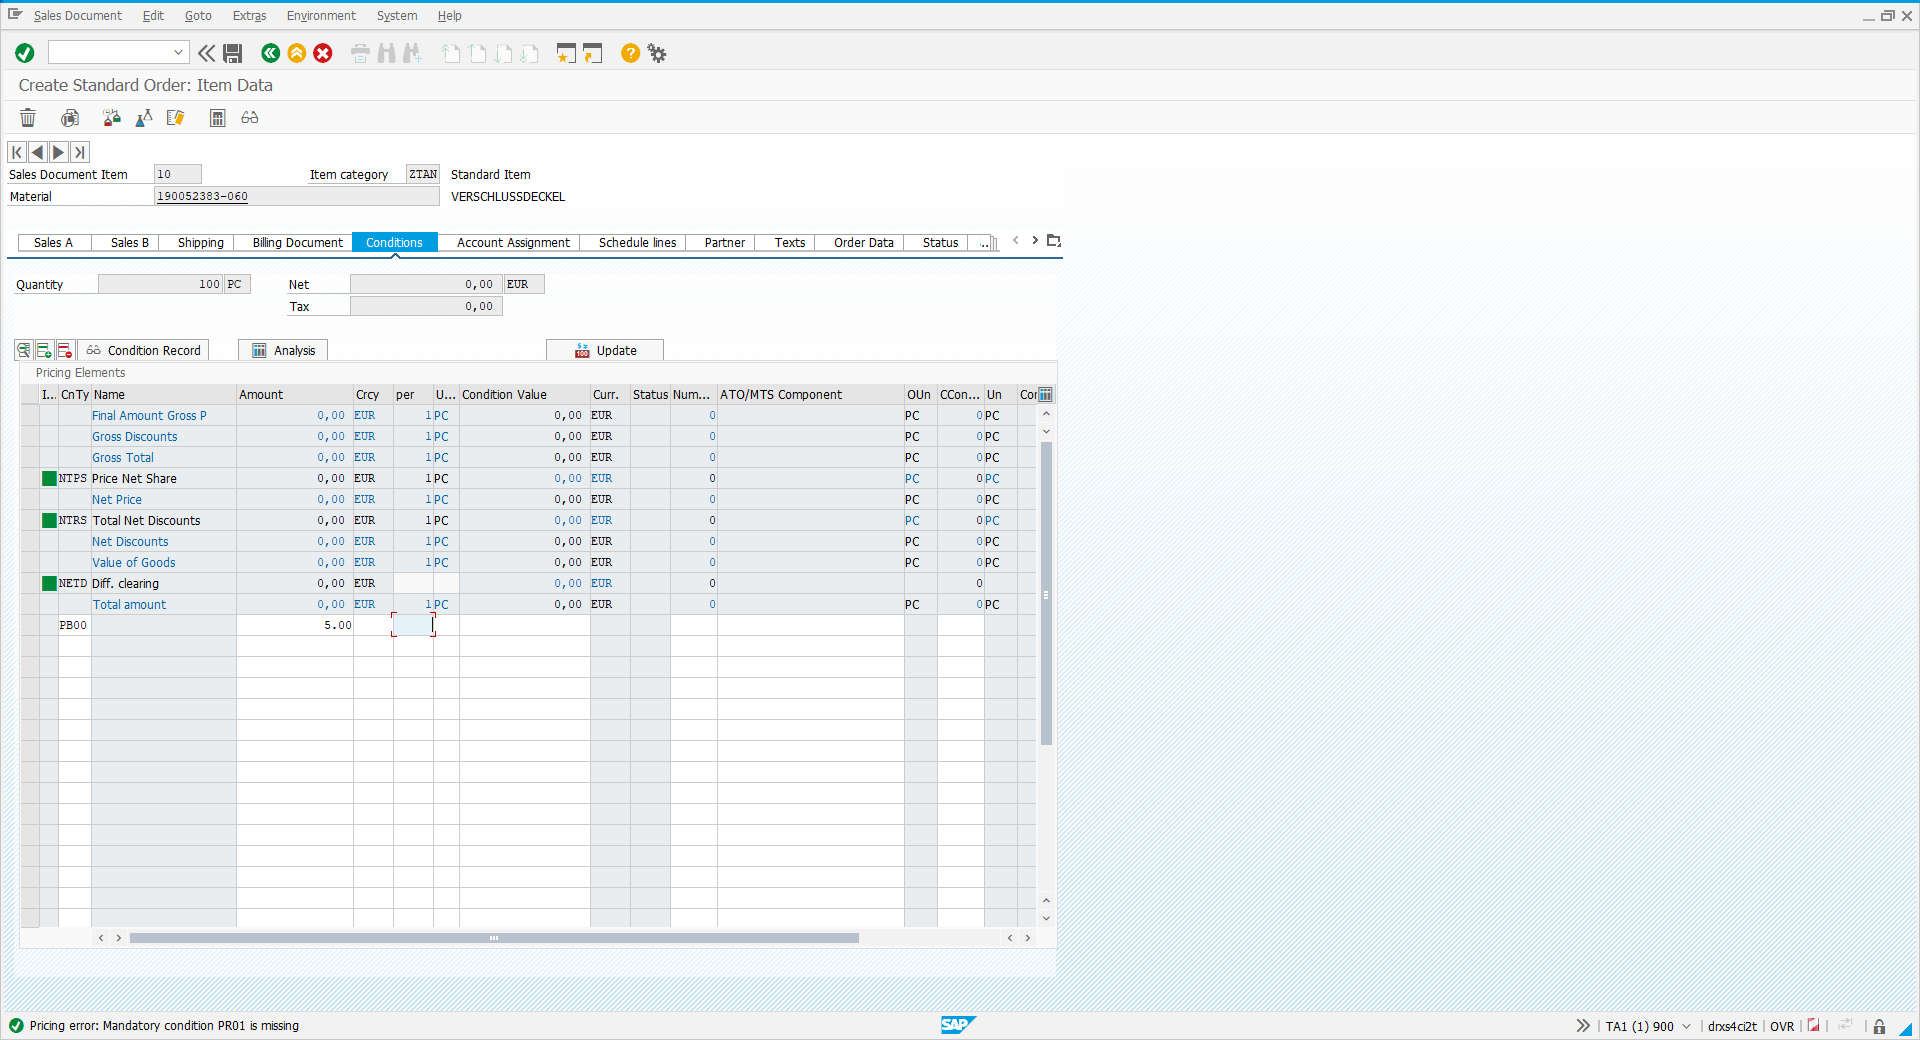 Sales Document Edit Goto Extras Environment System Help
Create Standard Order: Item Data
Sales Document Item 10 Item category ZTAN Standard Item
Material 190052383-060 VERSCHLUSSDECKEL
Sales A Sales B Shipping Billing Document Conditions Account Assignment Schedule lines Partner Texts Order Data Status ..
Quantity 100 PC Net 0,00 EUR
Tax 0,00
Condition Record Analysis Update
Pricing Elements
I... CnTy Name Amount Crcy per U... Condition Value Curr. Status Num... ATO/MTS Component OUn CCon... Un Con
Final Amount Gross P 0,00 EUR 1 PC 0,00 EUR 0 PC 0 PC
Gross Discounts 0,00 EUR 1 PC 0,00 EUR 0 PC 0 PC
Gross Total 0,00 EUR 1 PC 0,00 EUR 0 PC 0 PC
NTPS Price Net Share 0,00 EUR 1 PC 0,00 EUR 0 PC 0 PC
Net Price 0,00 EUR 1 PC 0,00 EUR 0 PC 0 PC
NTRS Total Net Discounts 0,00 EUR 1 PC 0,00 EUR 0 PC 0 PC
Net Discounts 0,00 EUR 1 PC 0,00 EUR 0 PC 0 PC
Value of Goods 0,00 EUR 1 PC 0,00 EUR 0 PC 0 PC
NETD Diff. clearing 0,00 EUR 0,00 EUR 0 0
Total amount 0,00 EUR 1 PC 0,00 EUR 0 PC 0 PC
PB00 5.00
Pricing error: Mandatory condition PR01 is missing SAP TA1 (1) 900 drxs4ci2t OVR